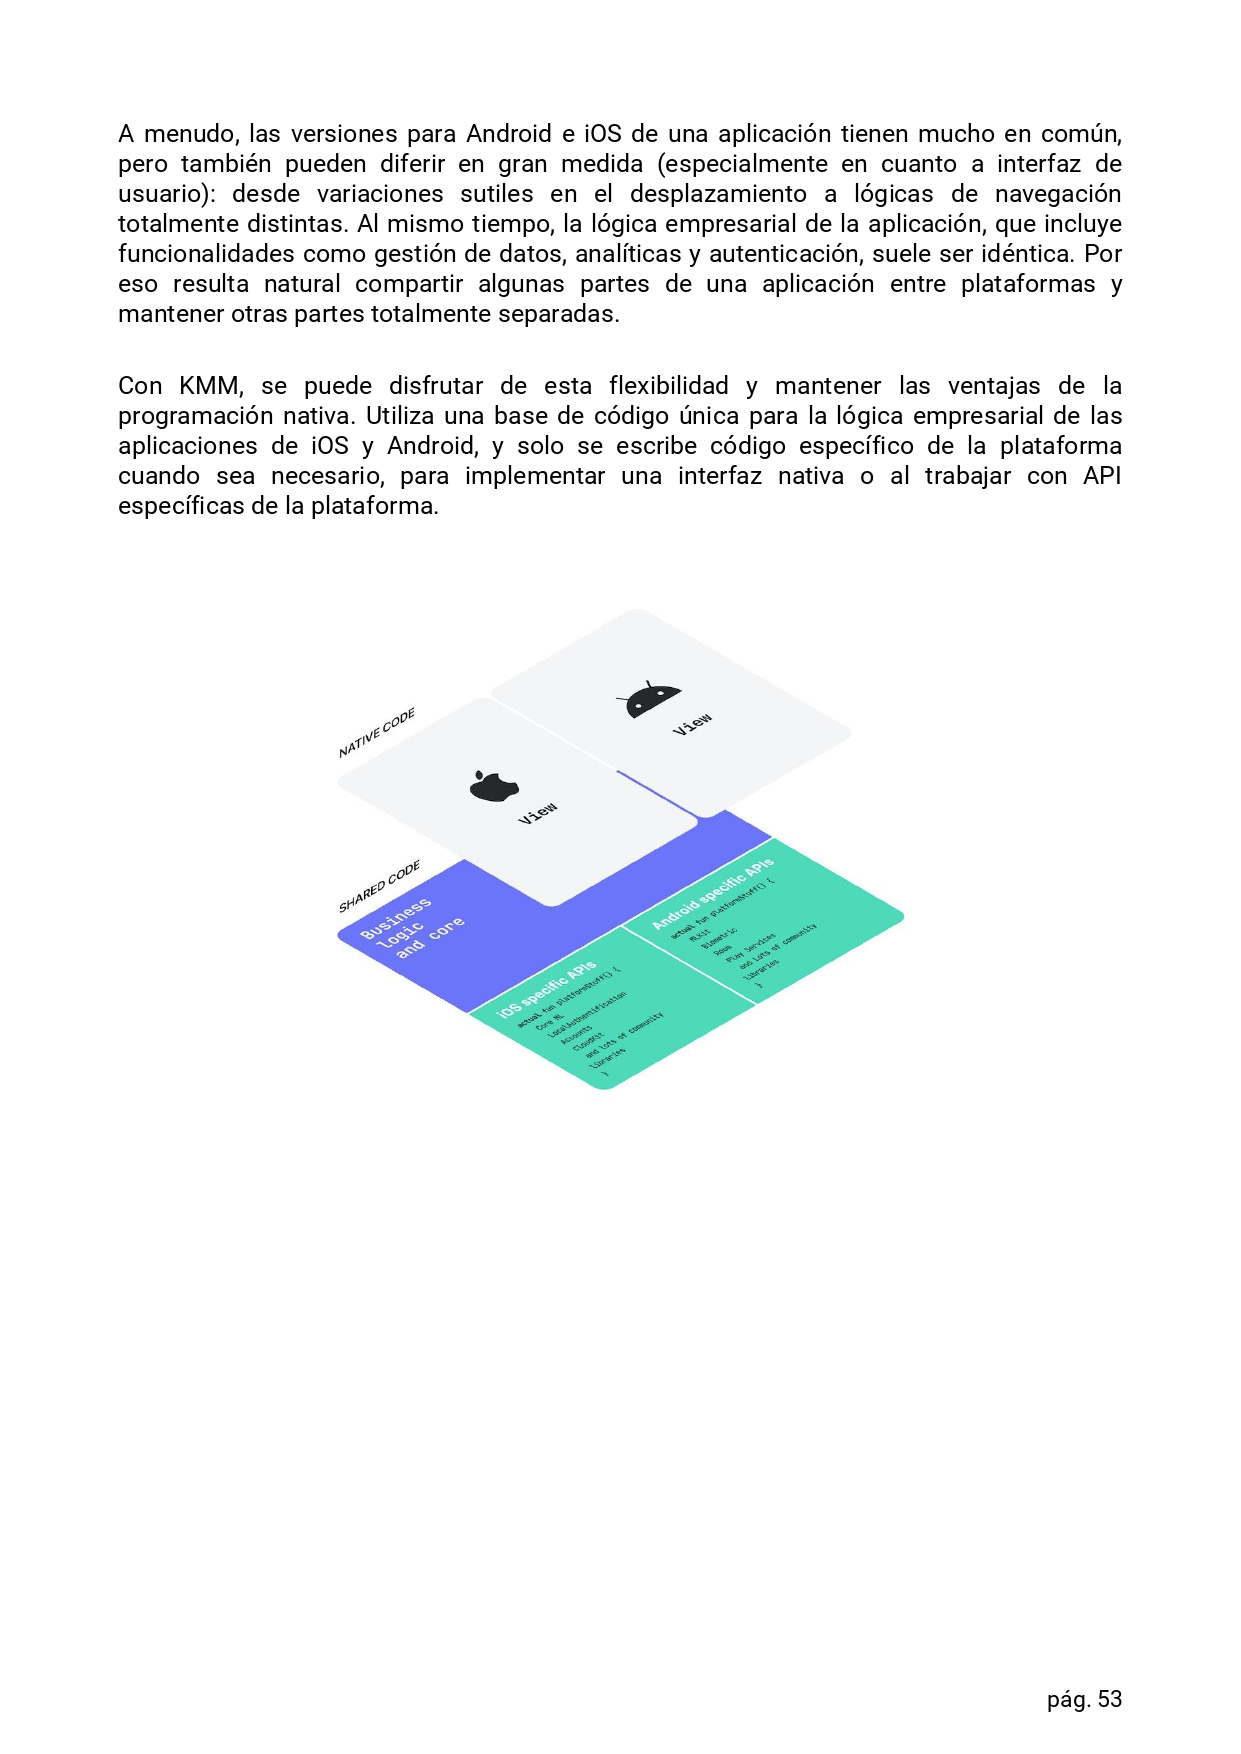 A menudo, las versiones para Android e iOS de una aplicación tienen mucho en común,
pero también pueden diferir en gran medida (especialmente en cuanto a interfaz de
usuario): desde variaciones sutiles en el desplazamiento a lógicas de navegación
totalmente distintas. Al mismo tiempo, la lógica empresarial de la aplicación, que incluye
funcionalidades como gestión de datos, analíticas y autenticación, suele ser idéntica. Por
eso resulta natural compartir algunas partes de una aplicación entre plataformas y
mantener otras partes totalmente separadas.
Con KMM, se puede disfrutar de esta flexibilidad y mantener las ventajas de la
programación nativa. Utiliza una base de código única para la lógica empresarial de las
aplicaciones de iOS y Android, y solo se escribe código específico de la plataforma
cuando sea necesario, para implementar una interfaz nativa o al trabajar con API
específicas de la plataforma.
NATIVE CODE
View
View
SHARED CODE
Business
logic
and core
Android specific APIs
actual fun platformStuff() {
MLKit
Biometric
Room
Play Services
and Lots of community
libraries
}
iOS specific APIs
actual fun platformStuff() {
Core ML
LocalAuthentification
Accounts
CloudKit
and lots of community
libraries
}
pág. 53